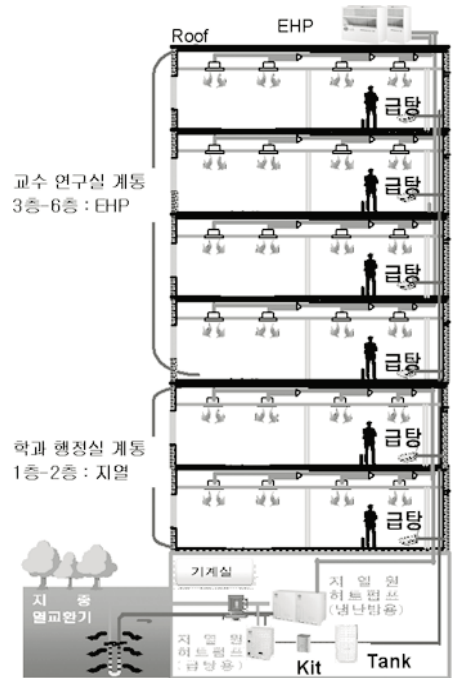 EHP
Roof
급탕
급탕
교수 연구실 계통
3층-6층 : EHP
급탕
급탕
학과 행정실 계통
1층-2층 : 지열
급탕
급탕
기계실
지 중
열교환기
지 열 원
히트펌프
(냉난방용)
지 열 원
히트펌프
(급탕용)
Kit
Tank